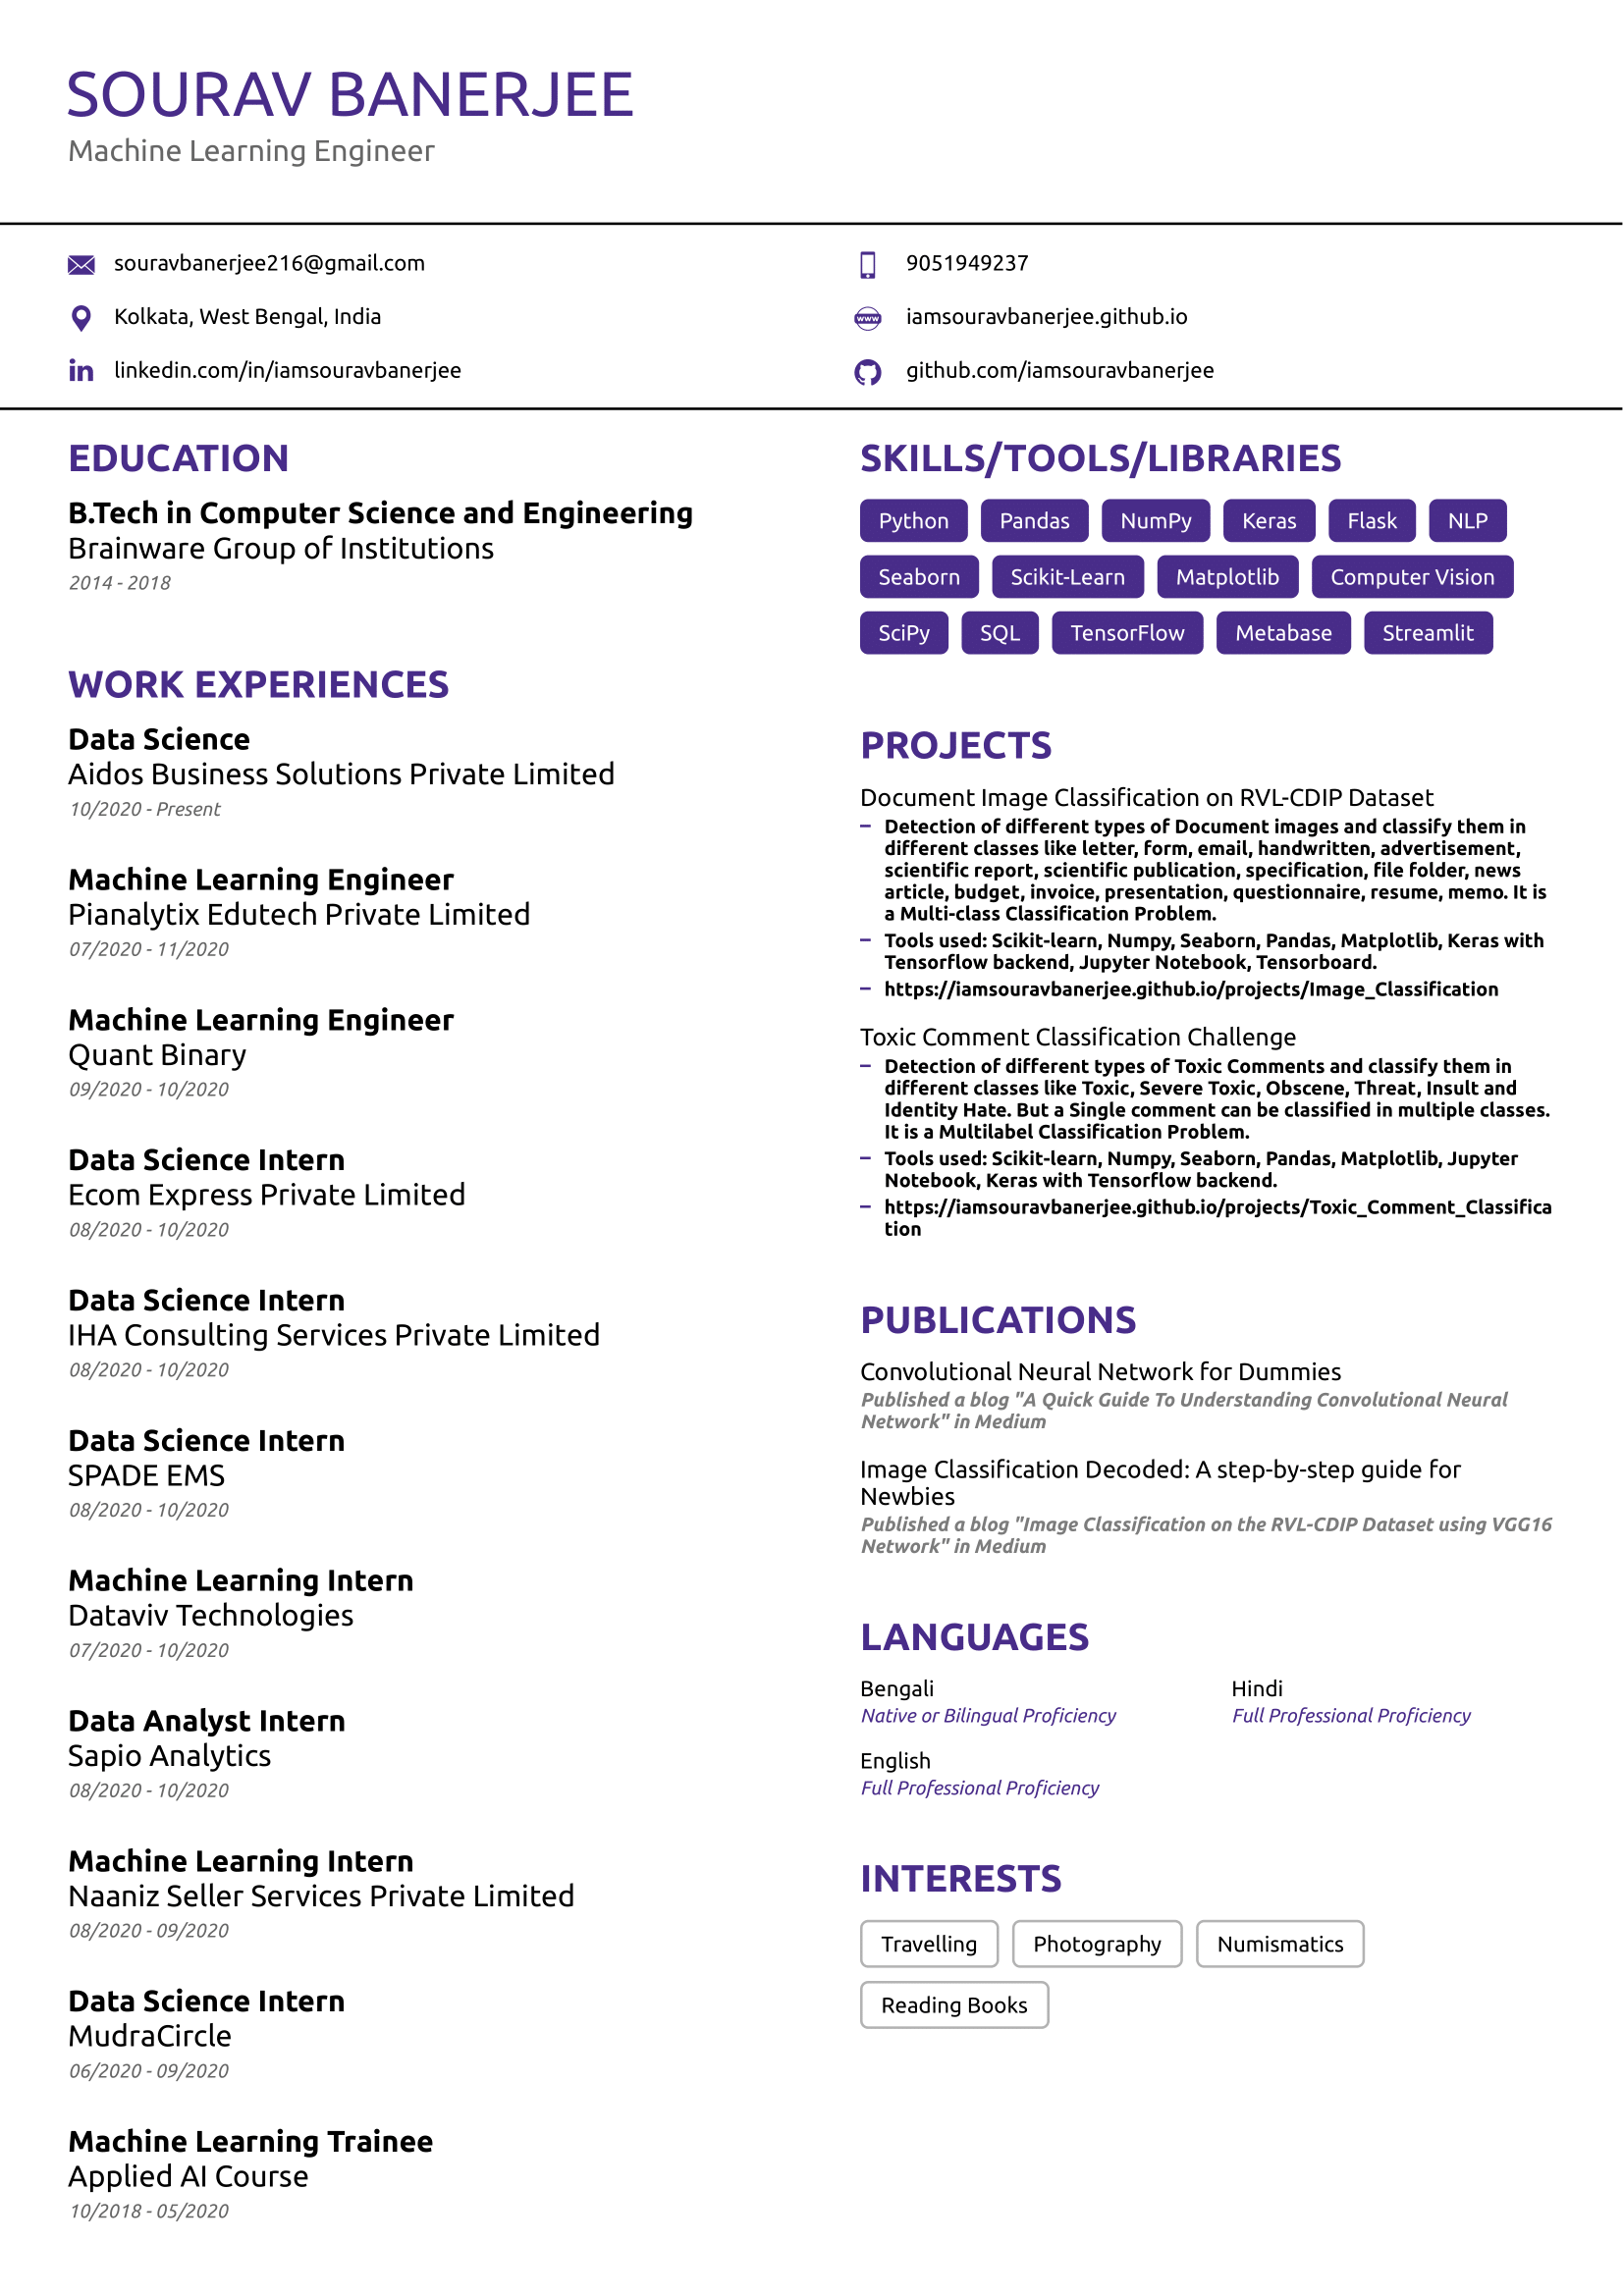 SOURAV BANERJEE
Machine Learning Engineer
souravbanerjee216@gmail.com
9051949237
Kolkata, West Bengal, India
www
iamsouravbanerjee.github.io
in
linkedin.com/in/iamsouravbanerjee
github.com/iamsouravbanerjee
EDUCATION
B.Tech in Computer Science and Engineering
Brainware Group of Institutions
2014 - 2018
WORK EXPERIENCES
Data Science
Aidos Business Solutions Private Limited
10/2020 - Present
Machine Learning Engineer
Pianalytix Edutech Private Limited
07/2020 - 11/2020
Machine Learning Engineer
Quant Binary
09/2020 - 10/2020
Data Science Intern
Ecom Express Private Limited
08/2020 - 10/2020
Data Science Intern
IHA Consulting Services Private Limited
08/2020 - 10/2020
Data Science Intern
SPADE EMS
08/2020 - 10/2020
Machine Learning Intern
Dataviv Technologies
07/2020 - 10/2020
Data Analyst Intern
Sapio Analytics
08/2020 - 10/2020
Machine Learning Intern
Naaniz Seller Services Private Limited
08/2020 - 09/2020
Data Science Intern
MudraCircle
06/2020 - 09/2020
Machine Learning Trainee
Applied AI Course
10/2018 - 05/2020
SKILLS/TOOLS/LIBRARIES
Python Pandas NumPy Keras Flask NLP
Seaborn Scikit-Learn Matplotlib Computer Vision
SciPy SQL TensorFlow Metabase Streamlit
PROJECTS
Document Image Classification on RVL-CDIP Dataset
– Detection of different types of Document images and classify them in
different classes like letter, form, email, handwritten, advertisement,
scientific report, scientific publication, specification, file folder, news
article, budget, invoice, presentation, questionnaire, resume, memo. It is
a Multi-class Classification Problem.
– Tools used: Scikit-learn, Numpy, Seaborn, Pandas, Matplotlib, Keras with
Tensorflow backend, Jupyter Notebook, Tensorboard.
– https://iamsouravbanerjee.github.io/projects/Image_Classification
Toxic Comment Classification Challenge
– Detection of different types of Toxic Comments and classify them in
different classes like Toxic, Severe Toxic, Obscene, Threat, Insult and
Identity Hate. But a Single comment can be classified in multiple classes.
It is a Multilabel Classification Problem.
– Tools used: Scikit-learn, Numpy, Seaborn, Pandas, Matplotlib, Jupyter
Notebook, Keras with Tensorflow backend.
– https://iamsouravbanerjee.github.io/projects/Toxic_Comment_Classifica
tion
PUBLICATIONS
Convolutional Neural Network for Dummies
Published a blog "A Quick Guide To Understanding Convolutional Neural
Network" in Medium
Image Classification Decoded: A step-by-step guide for
Newbies
Published a blog "Image Classification on the RVL-CDIP Dataset using VGG16
Network" in Medium
LANGUAGES
Bengali
Native or Bilingual Proficiency
Hindi
Full Professional Proficiency
English
Full Professional Proficiency
INTERESTS
Travelling Photography Numismatics
Reading Books